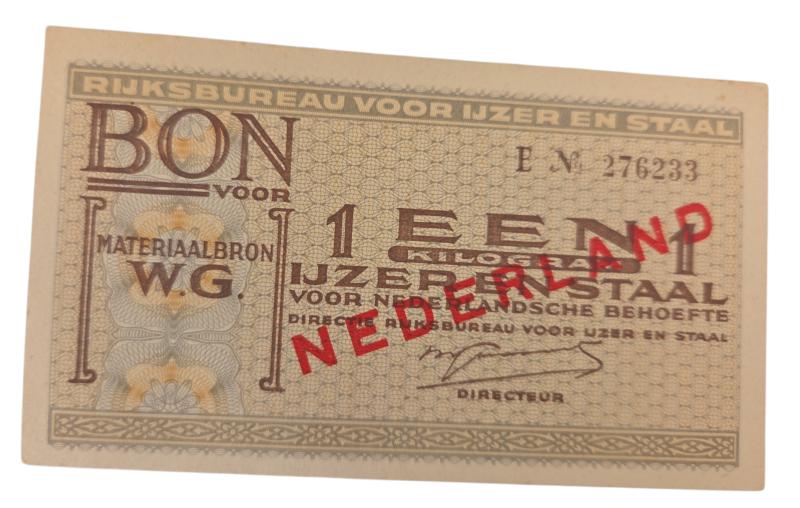 RIJKSBUREAU VOOR IJZER EN STAAL
BON
VOOR
MATERIAALBRON
W.G.
E № 276233
1 EEN 1
KILOGRAM
IJZER EN STAAL
VOOR NEDERLANDSCHE BEHOEFTE
DIRECTIE RIJKSBUREAU VOOR IJZER EN STAAL
DIRECTEUR
NEDERLAND